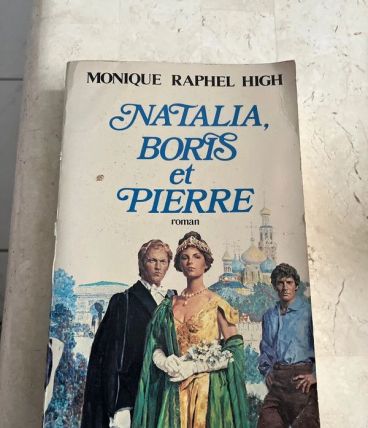 MONIQUE RAPHEL HIGH
NATALIA,
BORIS
et
PIERRE
roman